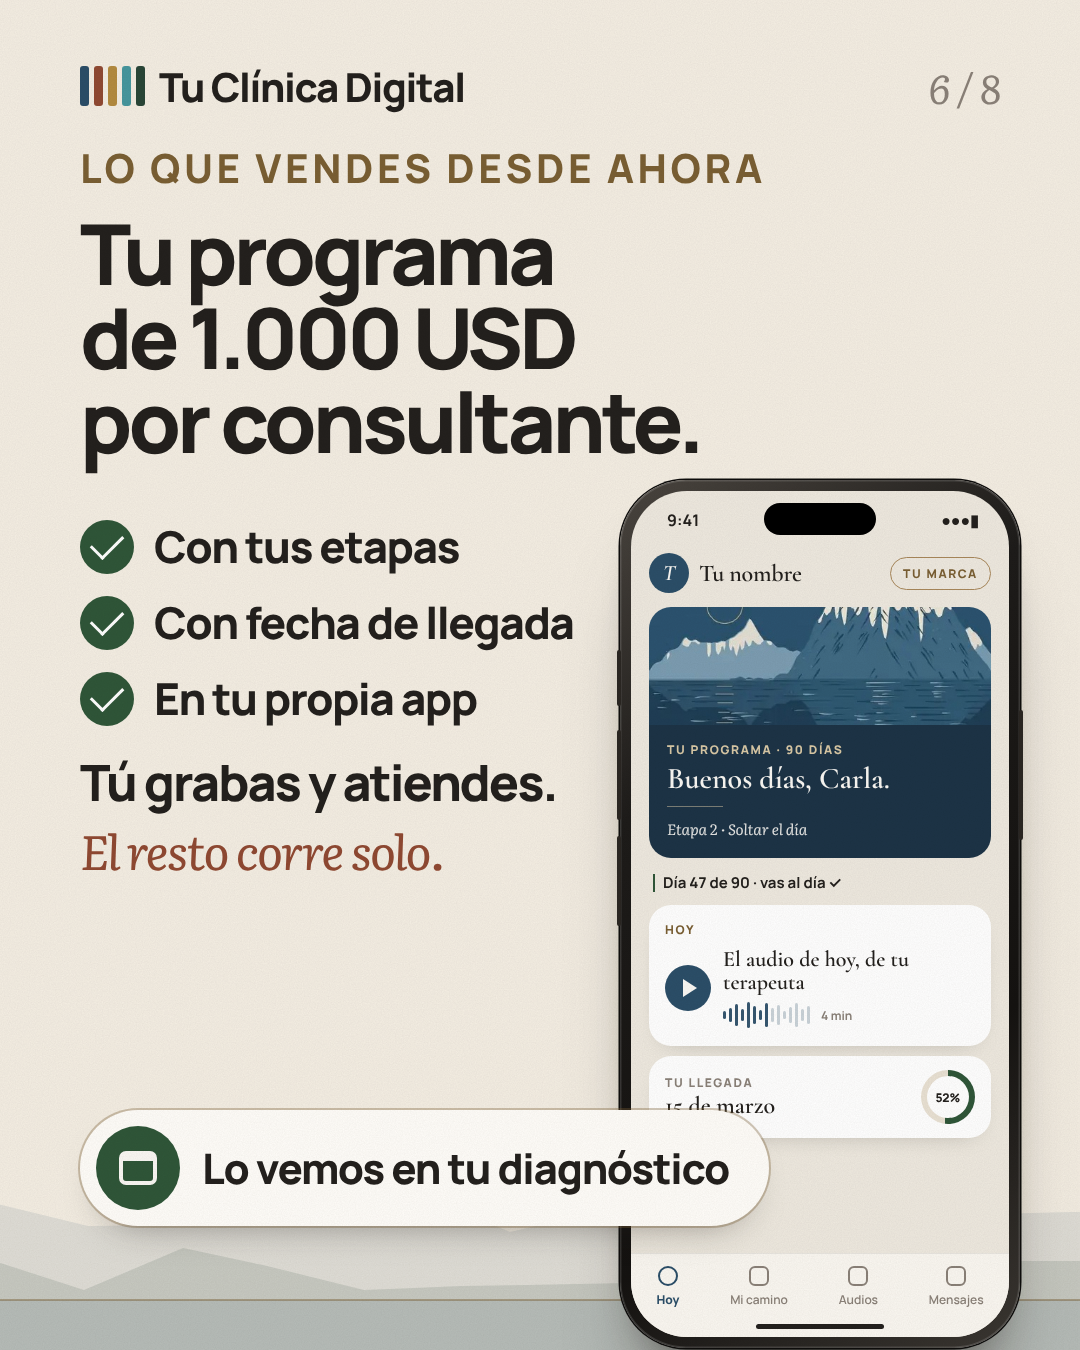 Tu Clínica Digital
6/8
LO QUE VENDES DESDE AHORA
Tu programa
de 1.000 USD
por consultante.
Con tus etapas
Con fecha de llegada
En tu propia app
Tú grabas y atiendes.
El resto corre solo.
9:41
T
Tu nombre
TU MARCA
TU PROGRAMA · 90 DÍAS
Buenos días, Carla.
Etapa 2 · Soltar el día
Día 47 de 90 · vas al día ✓
HOY
El audio de hoy, de tu
terapeuta
4 min
TU LLEGADA
15 de marzo
52%
Lo vemos en tu diagnóstico
Hoy
Mi camino
Audios
Mensajes